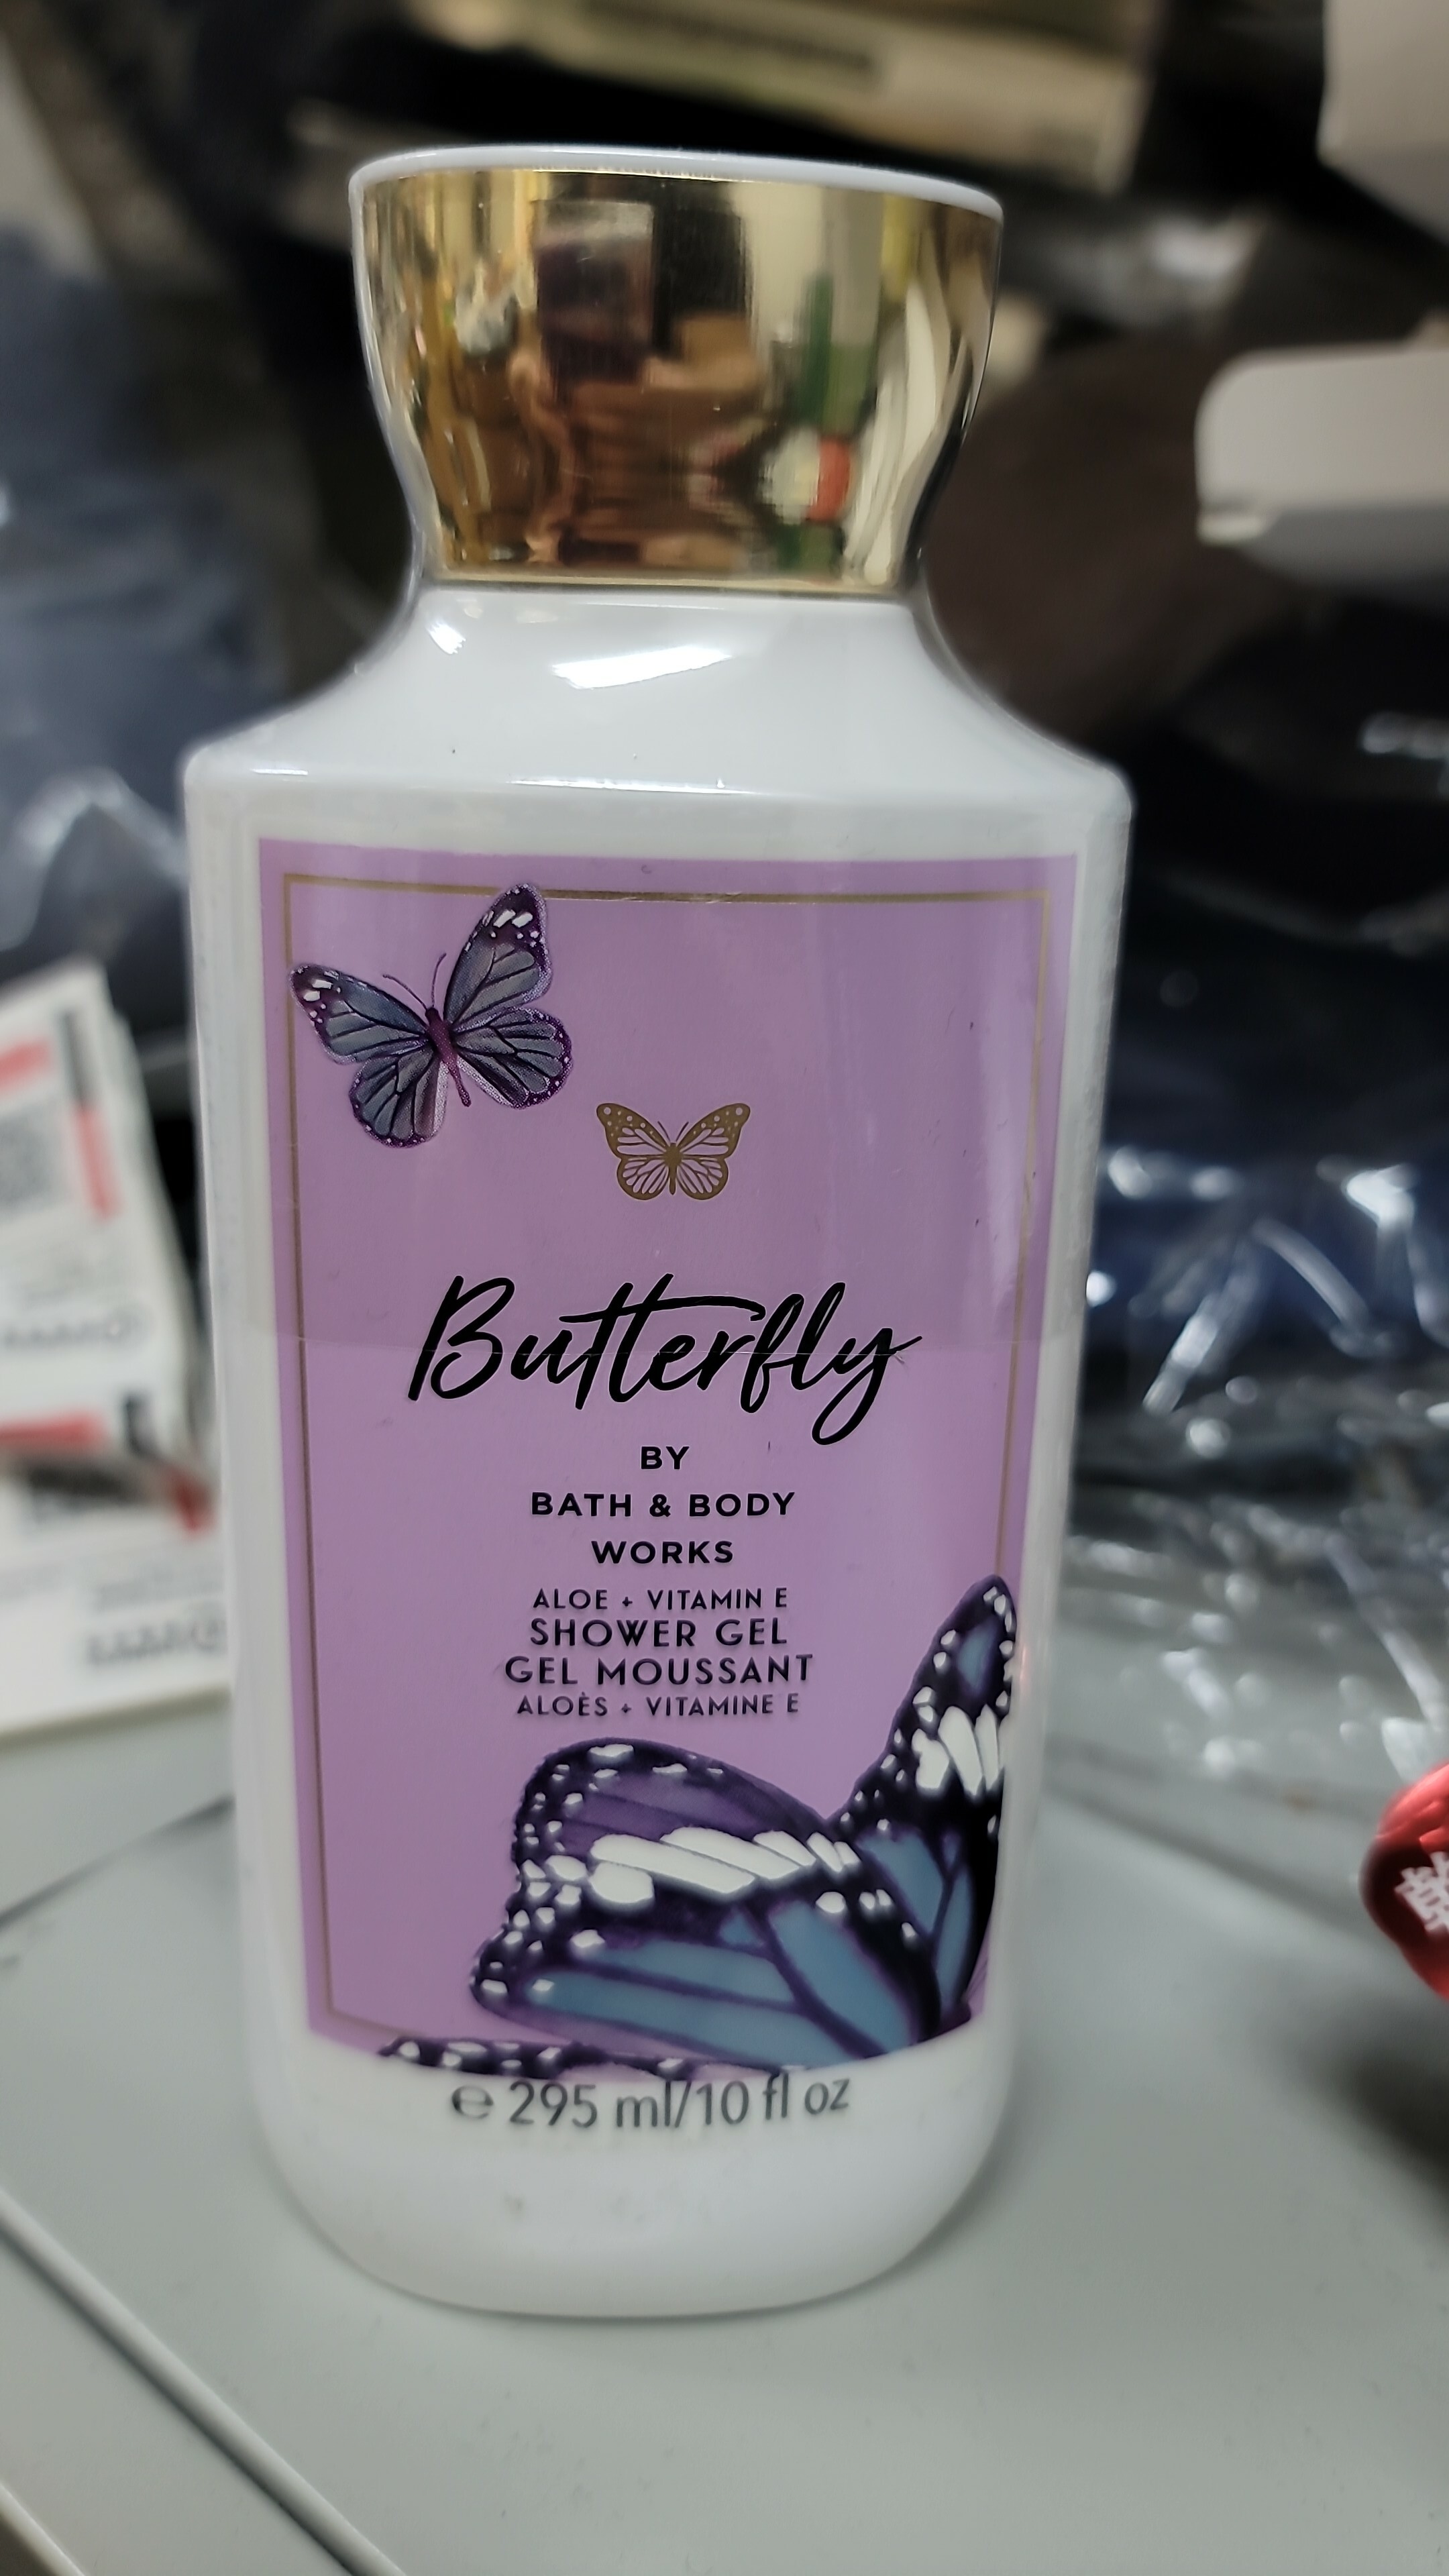 Butterfly
BY
BATH & BODY
WORKS
ALOE + VITAMIN E
SHOWER GEL
GEL MOUSSANT
ALOÈS + VITAMINE E
℮ 295 ml/10 fl oz